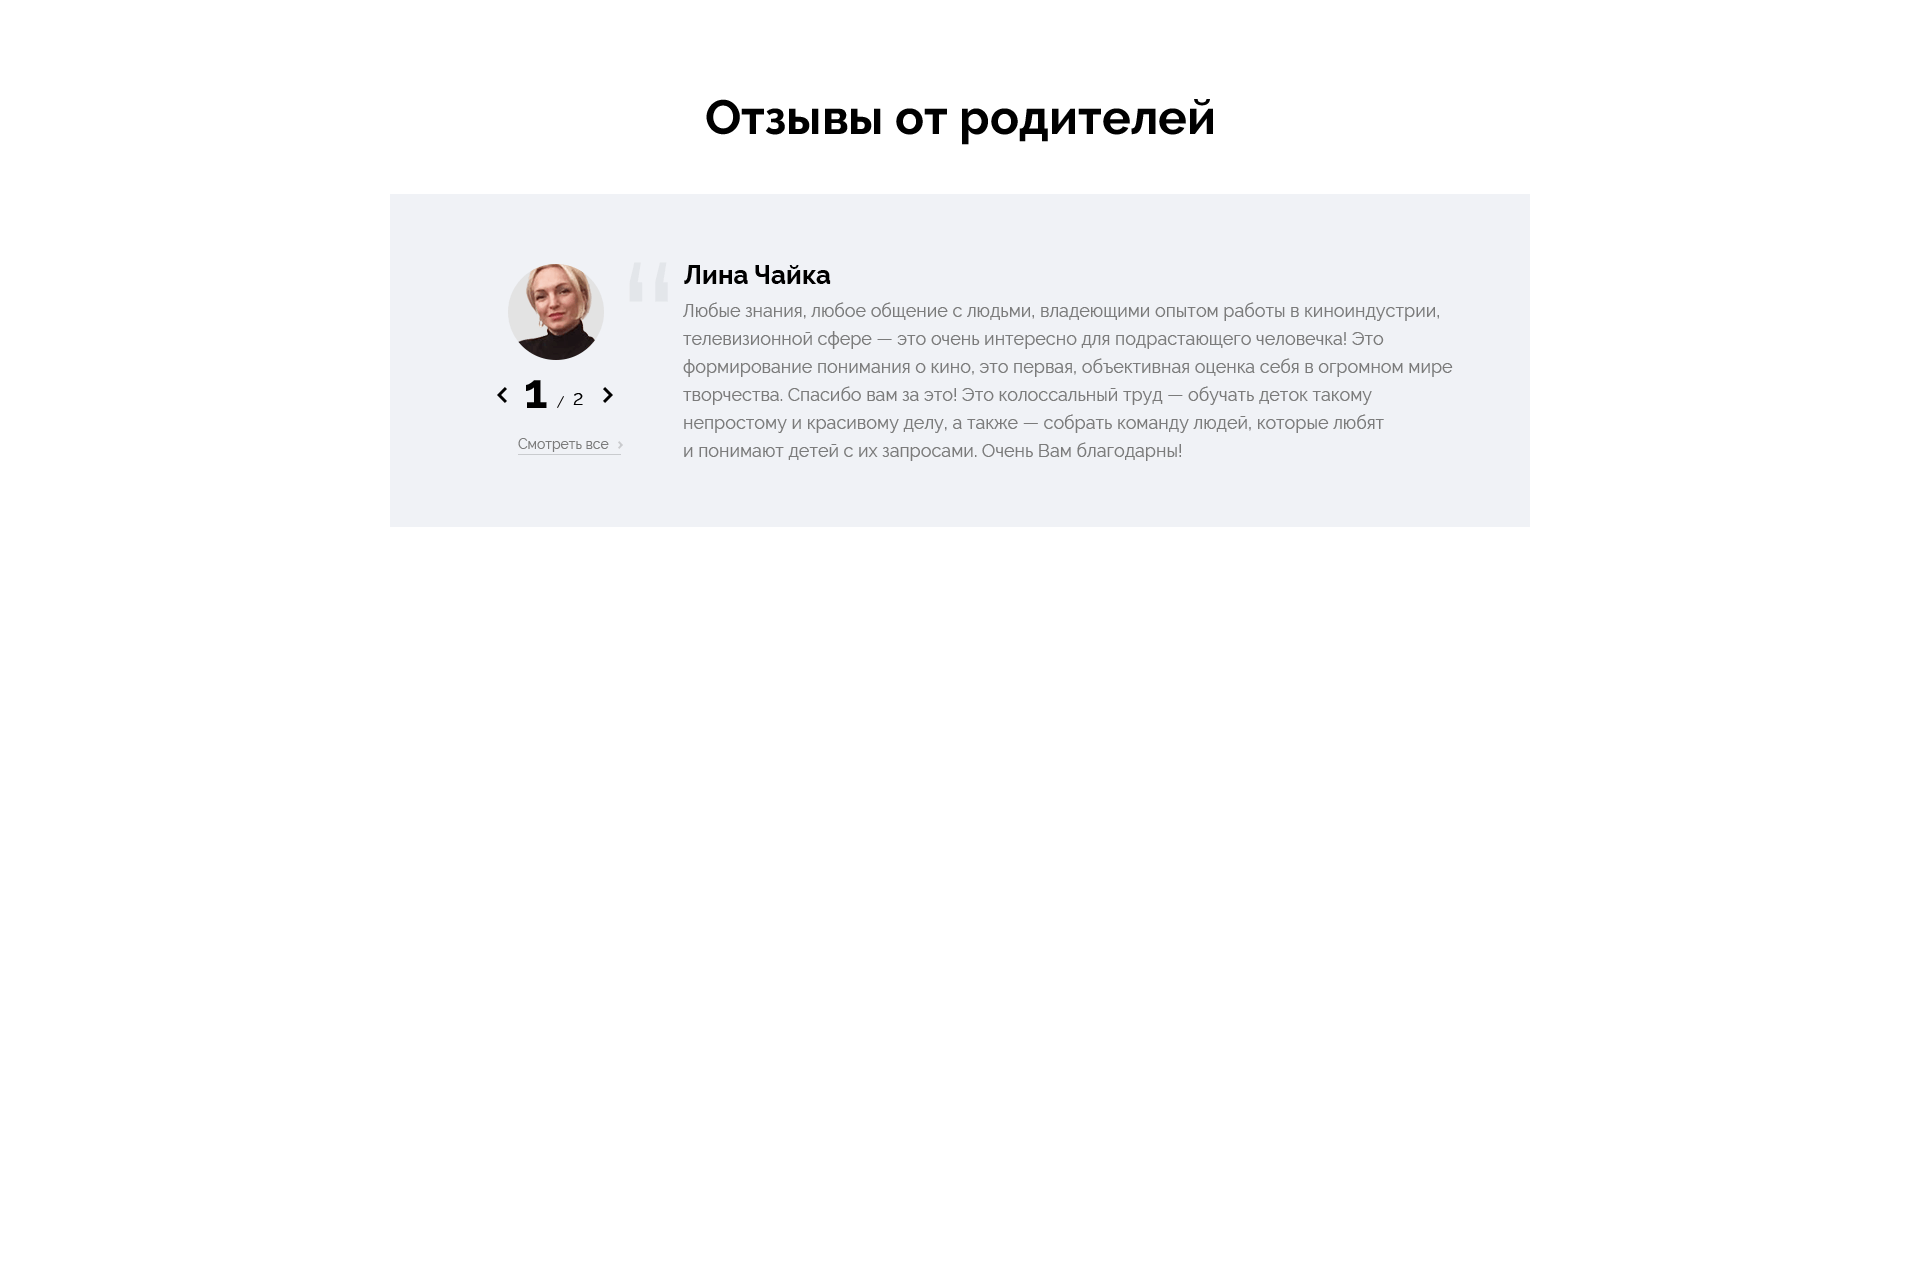 Отзывы от родителей
“
Лина Чайка
Любые знания, любое общение с людьми, владеющими опытом работы в киноиндустрии,
телевизионной сфере — это очень интересно для подрастающего человечка! Это
формирование понимания о кино, это первая, объективная оценка себя в огромном мире
творчества. Спасибо вам за это! Это колоссальный труд — обучать деток такому
непростому и красивому делу, а также — собрать команду людей, которые любят
и понимают детей с их запросами. Очень Вам благодарны!
1 / 2
Смотреть все